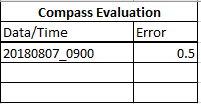 Compass Evaluation
Data/Time Error
20180807_0900 0.5